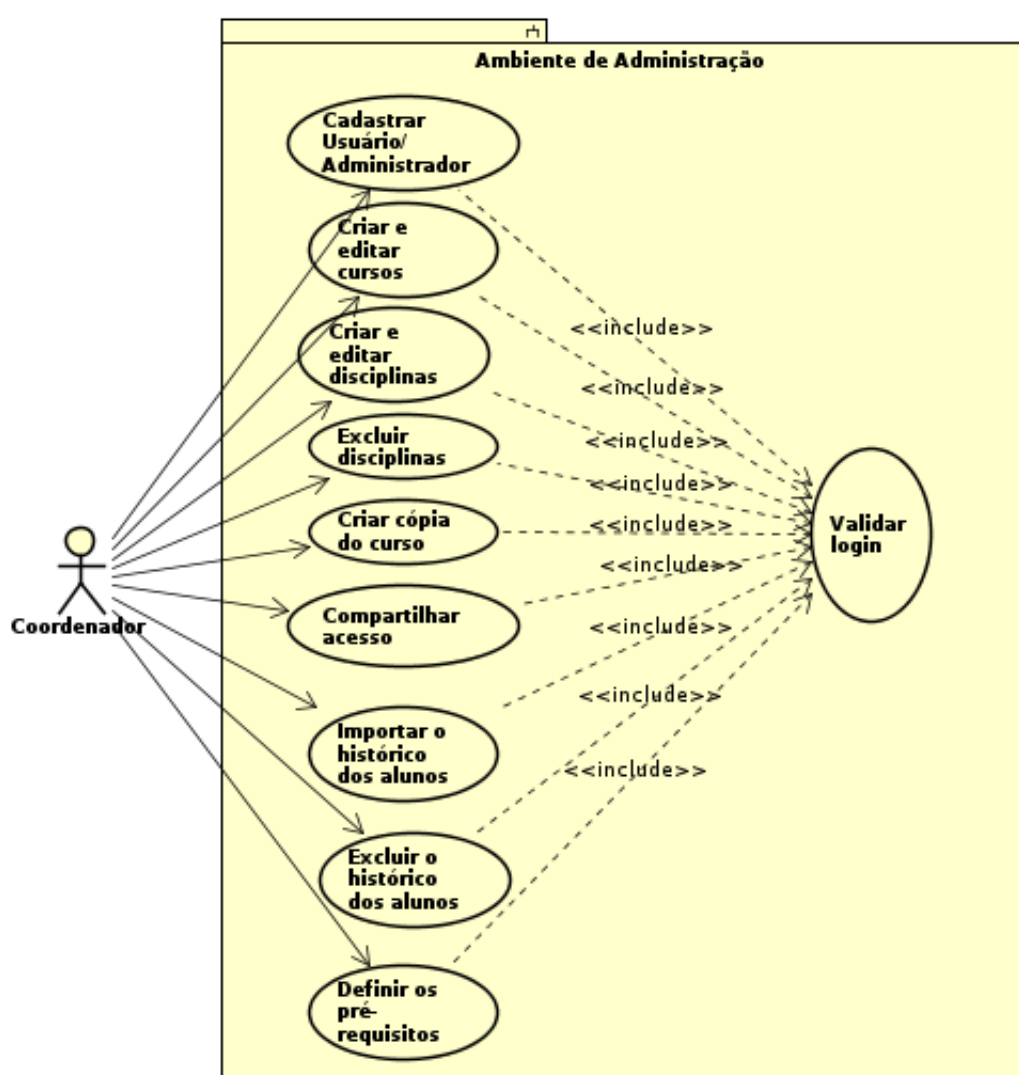 Ambiente de Administração
Cadastrar
Usuário/
Administrador
Criar e
editar
cursos
<<include>>
Criar e
editar
disciplinas
<<include>>
<<include>>
Excluir
disciplinas
<<include>>
Criar cópia
do curso
<<include>>
Validar
login
<<include>>
Coordenador
Compartilhar
acesso
<<include>>
<<include>>
Importar o
histórico
dos alunos
<<include>>
Excluir o
histórico
dos alunos
Definir os
pré-
requisitos